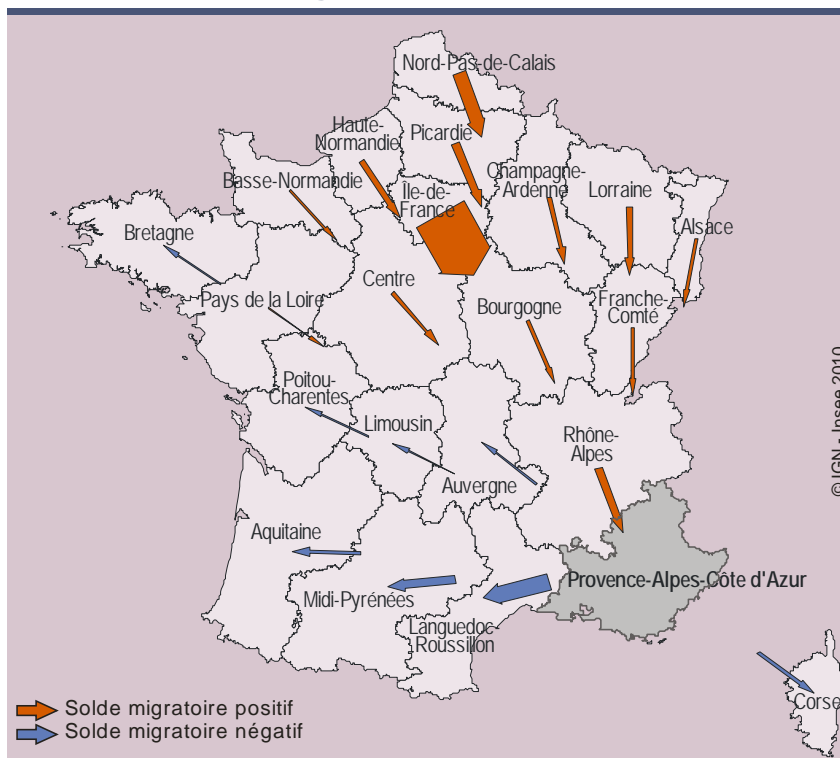 Nord-Pas-de-Calais
Haute-
Normandie
Picardie
Basse-Normandie
Île-de-
France
Champagne-
Ardenne
Lorraine
Alsace
Bretagne
Pays de la Loire
Centre
Bourgogne
Franche-
Comté
Poitou-
Charentes
Limousin
Auvergne
Rhône-
Alpes
Aquitaine
Midi-Pyrénées
Languedoc
Roussillon
Provence-Alpes-Côte d'Azur
Corse
Solde migratoire positif
Solde migratoire négatif
©IGN - Insee 2010